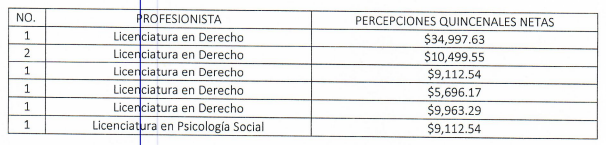 NO. PROFESIONISTA PERCEPCIONES QUINCENALES NETAS
1 Licenciatura en Derecho $34,997.63
2 Licenciatura en Derecho $10,499.55
1 Licenciatura en Derecho $9,112.54
1 Licenciatura en Derecho $5,696.17
1 Licenciatura en Derecho $9,963.29
1 Licenciatura en Psicología Social $9,112.54